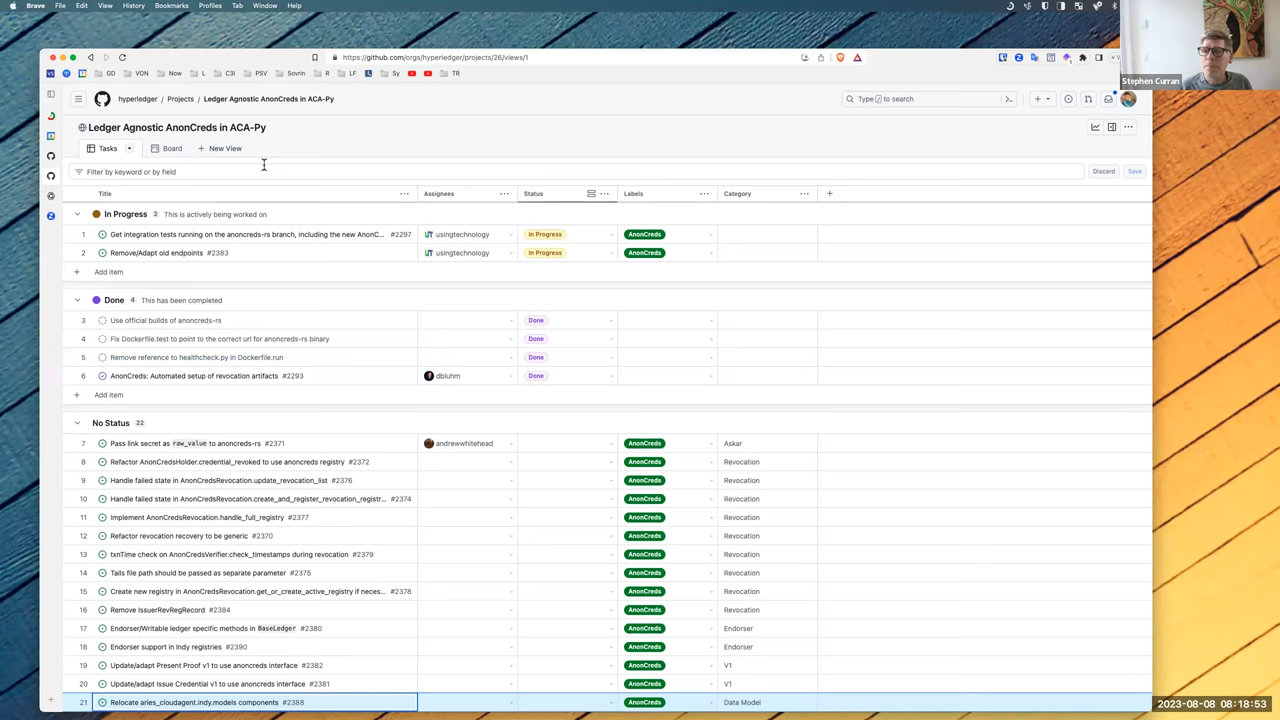 Brave File Edit View History Bookmarks Profiles Tab Window Help
https://github.com/orgs/hyperledger/projects/26/views/1
GD VON Now L C3I PSV Sovrin R LF Sy TR
Stephen Curran
hyperledger / Projects / Ledger Agnostic AnonCreds in ACA-Py
Type / to search
Ledger Agnostic AnonCreds in ACA-Py
Tasks Board + New View
Filter by keyword or by field
Discard Save
Title Assignees Status Labels Category
In Progress 2 This is actively being worked on
1 Get integration tests running on the anoncreds-rs branch, including the new AnonC... #2297 usingtechnology In Progress AnonCreds
2 Remove/Adapt old endpoints #2383 usingtechnology In Progress AnonCreds
+ Add item
Done 4 This has been completed
3 Use official builds of anoncreds-rs Done
4 Fix Dockerfile.test to point to the correct url for anoncreds-rs binary Done
5 Remove reference to healthcheck.py in Dockerfile.run Done
6 AnonCreds: Automated setup of revocation artifacts #2293 dbluhm Done
+ Add item
No Status 22
7 Pass link secret as raw_value to anoncreds-rs #2371 andrewwhitehead AnonCreds Askar
8 Refactor AnonCredsHolder.credential_revoked to use anoncreds registry #2372 AnonCreds Revocation
9 Handle failed state in AnonCredsRevocation.update_revocation_list #2376 AnonCreds Revocation
10 Handle failed state in AnonCredsRevocation.create_and_register_revocation_registr... #2374 AnonCreds Revocation
11 Implement AnonCredsRevocation.handle_full_registry #2377 AnonCreds Revocation
12 Refactor revocation recovery to be generic #2370 AnonCreds Revocation
13 txnTime check on AnonCredsVerifier.check_timestamps during revocation #2379 AnonCreds Revocation
14 Tails file path should be passed as separate parameter #2375 AnonCreds Revocation
15 Create new registry in AnonCredsRevocation.get_or_create_active_registry if neces... #2378 AnonCreds Revocation
16 Remove IssuerRevRegRecord #2384 AnonCreds Revocation
17 Endorser/Writable ledger specific methods in BaseLedger #2380 AnonCreds Endorser
18 Endorser support in Indy registries #2390 AnonCreds Endorser
19 Update/adapt Present Proof v1 to use anoncreds interface #2382 AnonCreds V1
20 Update/adapt Issue Credential v1 to use anoncreds interface #2381 AnonCreds V1
21 Relocate aries_cloudagent.indy.models components #2388 AnonCreds Data Model
2023-08-08 08:18:53